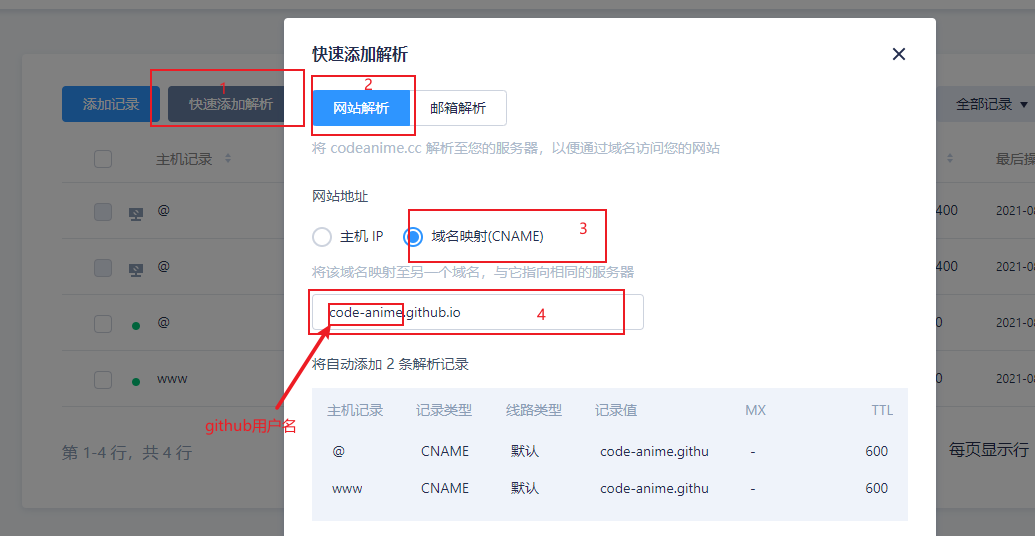 快速添加解析
1
2
添加记录 快速添加解析 网站解析 邮箱解析 全部记录
将 codeanime.cc 解析至您的服务器，以便通过域名访问您的网站
主机记录 最后操
网站地址
@ 400 2021-08
主机 IP 域名映射(CNAME) 3
@ 400 2021-08
将该域名映射至另一个域名，与它指向相同的服务器
code-anime.github.io 4
@ 0 2021-08
将自动添加 2 条解析记录
www 0 2021-08
主机记录 记录类型 线路类型 记录值 MX TTL
github用户名
第 1-4 行，共 4 行 每页显示行
@ CNAME 默认 code-anime.githu - 600
www CNAME 默认 code-anime.githu - 600